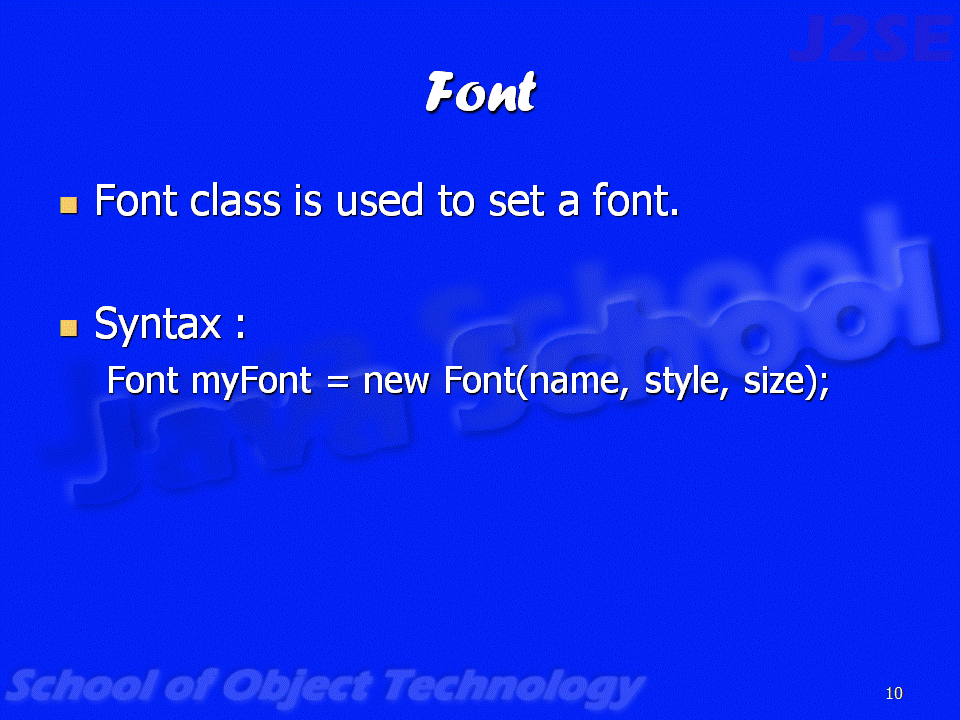 J2SE
Font
Font class is used to set a font.
Syntax :
Font myFont = new Font(name, style, size);
Java School
School of Object Technology
10